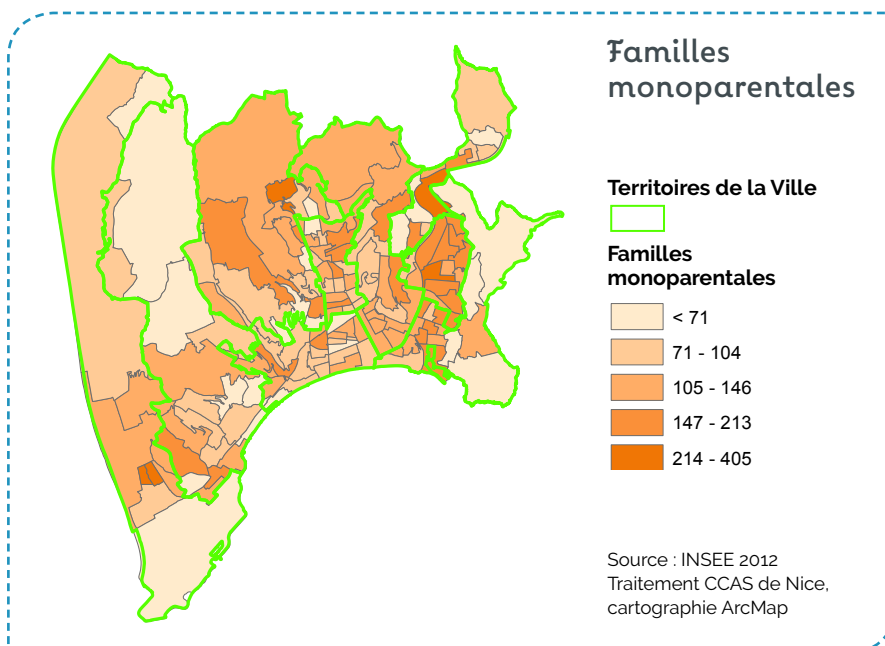 Familles
monoparentales
Territoires de la Ville
Familles
monoparentales
< 71
71 - 104
105 - 146
147 - 213
214 - 405
Source : INSEE 2012
Traitement CCAS de Nice,
cartographie ArcMap